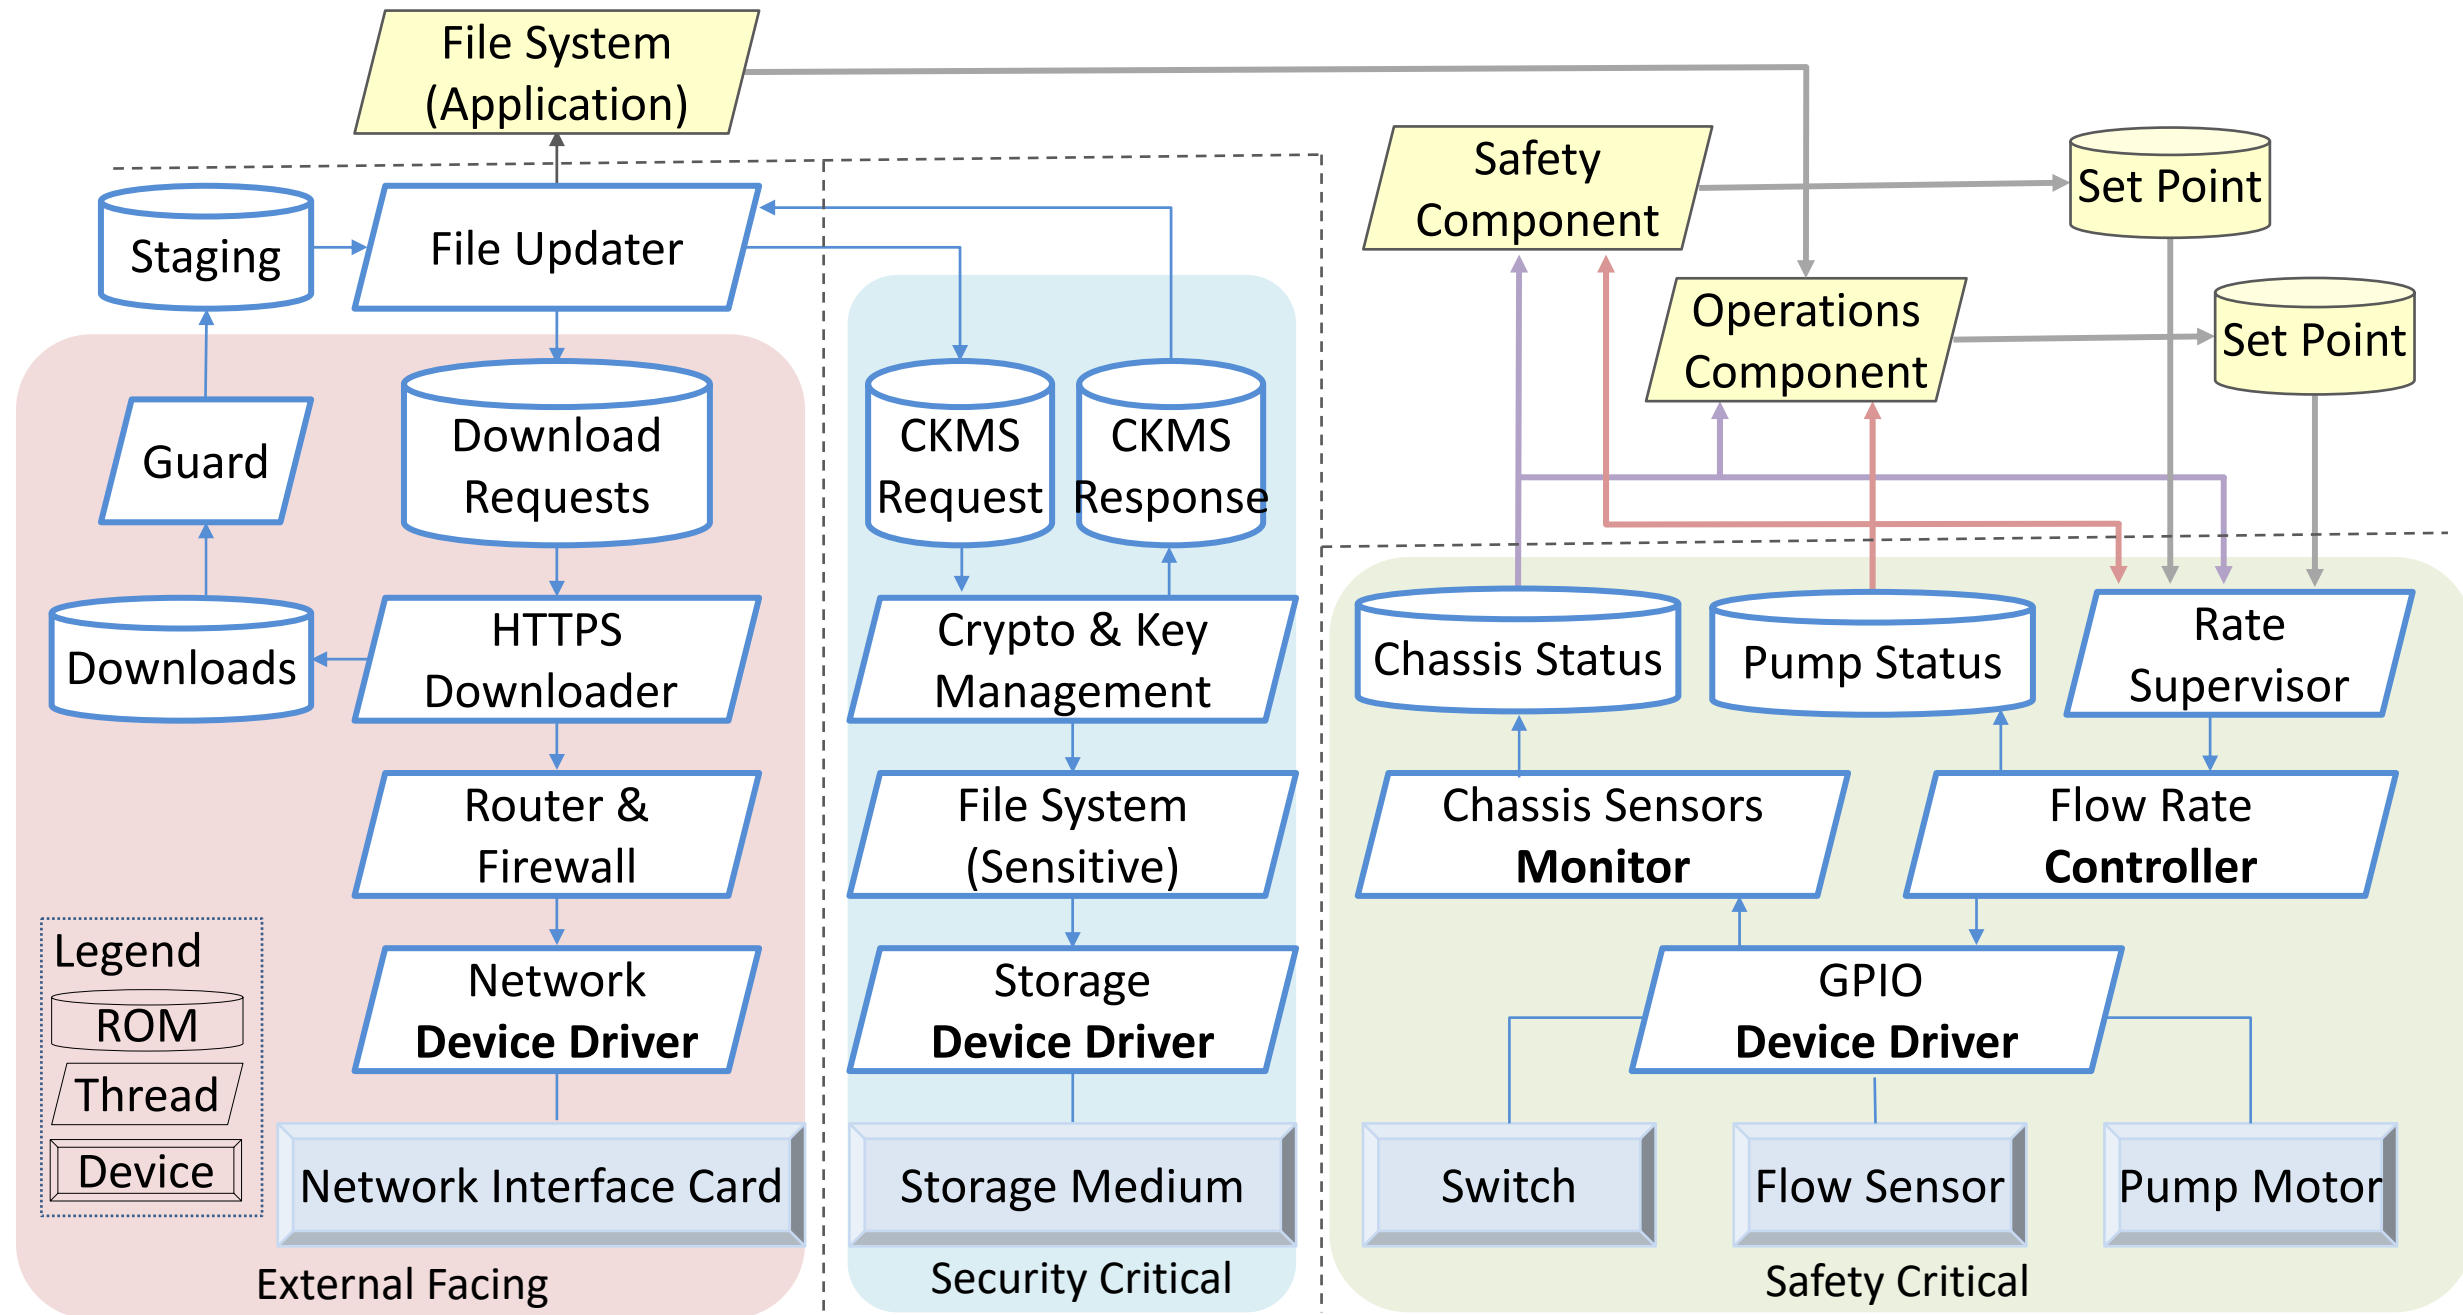 File System
(Application)
Safety
Component
Set Point
Staging
File Updater
Operations
Component
Set Point
Guard
Download
Requests
CKMS
Request
CKMS
Response
Downloads
HTTPS
Downloader
Crypto & Key
Management
Chassis Status
Pump Status
Rate
Supervisor
Router &
Firewall
File System
(Sensitive)
Chassis Sensors
Monitor
Flow Rate
Controller
Legend
ROM
Thread
Device
Network
Device Driver
Storage
Device Driver
GPIO
Device Driver
Network Interface Card
Storage Medium
Switch
Flow Sensor
Pump Motor
External Facing
Security Critical
Safety Critical